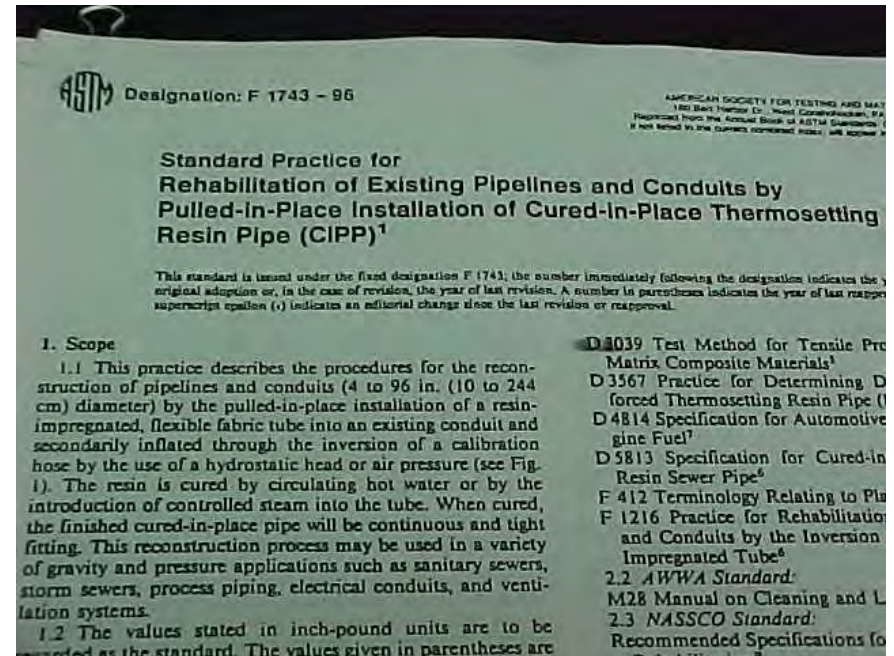 ASTM Designation: F 1743 – 96
AMERICAN SOCIETY FOR TESTING AND MAT
Standard Practice for
Rehabilitation of Existing Pipelines and Conduits by
Pulled-in-Place Installation of Cured-in-Place Thermosetting
Resin Pipe (CIPP)¹
This standard is issued under the fixed designation F 1743; the number immediately following the designation indicates the y
original adoption or, in the case of revision, the year of last revision. A number in parentheses indicates the year of last reappr
superscript epsilon (ε) indicates an editorial change since the last revision or reapproval.
1. Scope
1.1 This practice describes the procedures for the recon-
struction of pipelines and conduits (4 to 96 in. (10 to 244
cm) diameter) by the pulled-in-place installation of a resin-
impregnated, flexible fabric tube into an existing conduit and
secondarily inflated through the inversion of a calibration
hose by the use of a hydrostatic head or air pressure (see Fig.
1). The resin is cured by circulating hot water or by the
introduction of controlled steam into the tube. When cured,
the finished cured-in-place pipe will be continuous and tight
fitting. This reconstruction process may be used in a variety
of gravity and pressure applications such as sanitary sewers,
storm sewers, process piping, electrical conduits, and venti-
lation systems.
1.2 The values stated in inch-pound units are to be
as the standard. The values given in parentheses are
D 3039 Test Method for Tensile Pro
Matrix Composite Materials³
D 3567 Practice for Determining D
forced Thermosetting Resin Pipe (
D 4814 Specification for Automotive
gine Fuel⁷
D 5813 Specification for Cured-in
Resin Sewer Pipe⁶
F 412 Terminology Relating to Pla
F 1216 Practice for Rehabilitation
and Conduits by the Inversion
Impregnated Tube⁶
2.2 AWWA Standard:
M28 Manual on Cleaning and L
2.3 NASSCO Standard:
Recommended Specifications fo